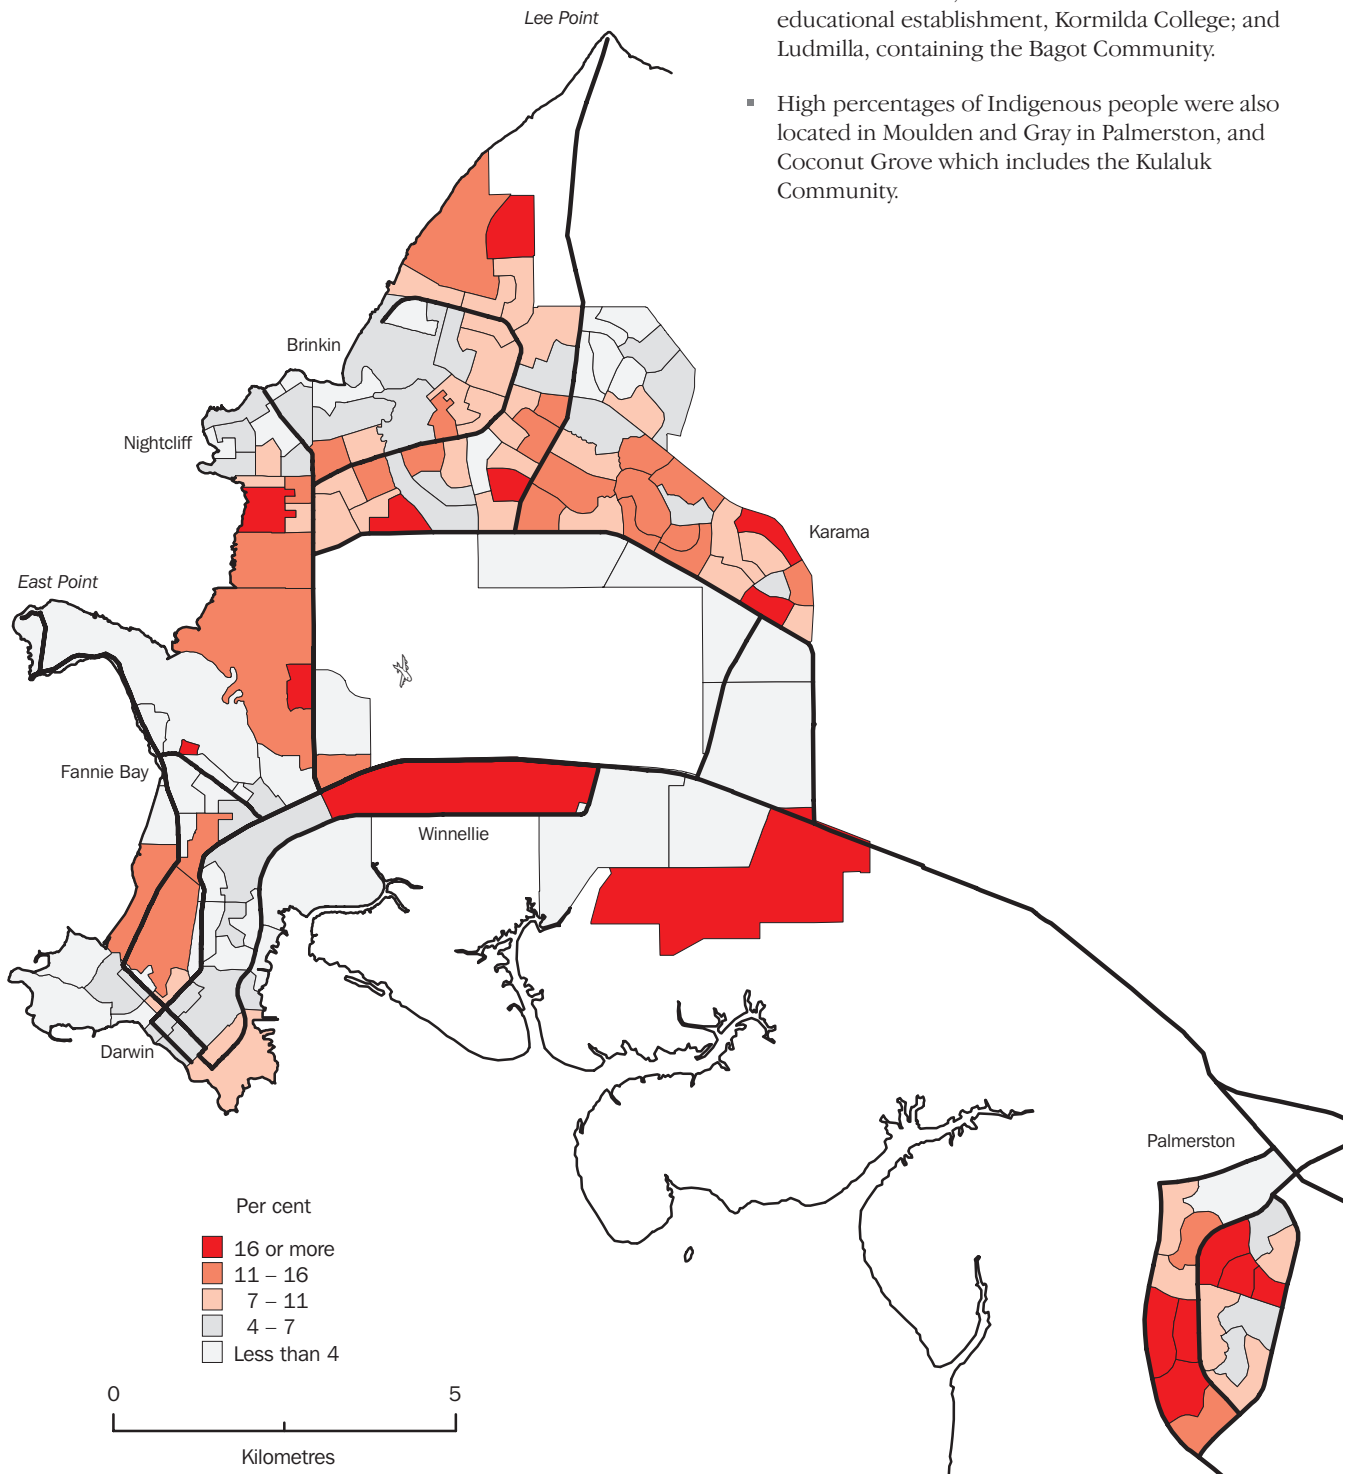 educational establishment, Kormilda College; and
Ludmilla, containing the Bagot Community.
▪ High percentages of Indigenous people were also
located in Moulden and Gray in Palmerston, and
Coconut Grove which includes the Kulaluk
Community.
Lee Point
Brinkin
Nightcliff
Karama
East Point
Fannie Bay
Winnellie
Darwin
Palmerston
Per cent
16 or more
11 – 16
7 – 11
4 – 7
Less than 4
0 5
Kilometres